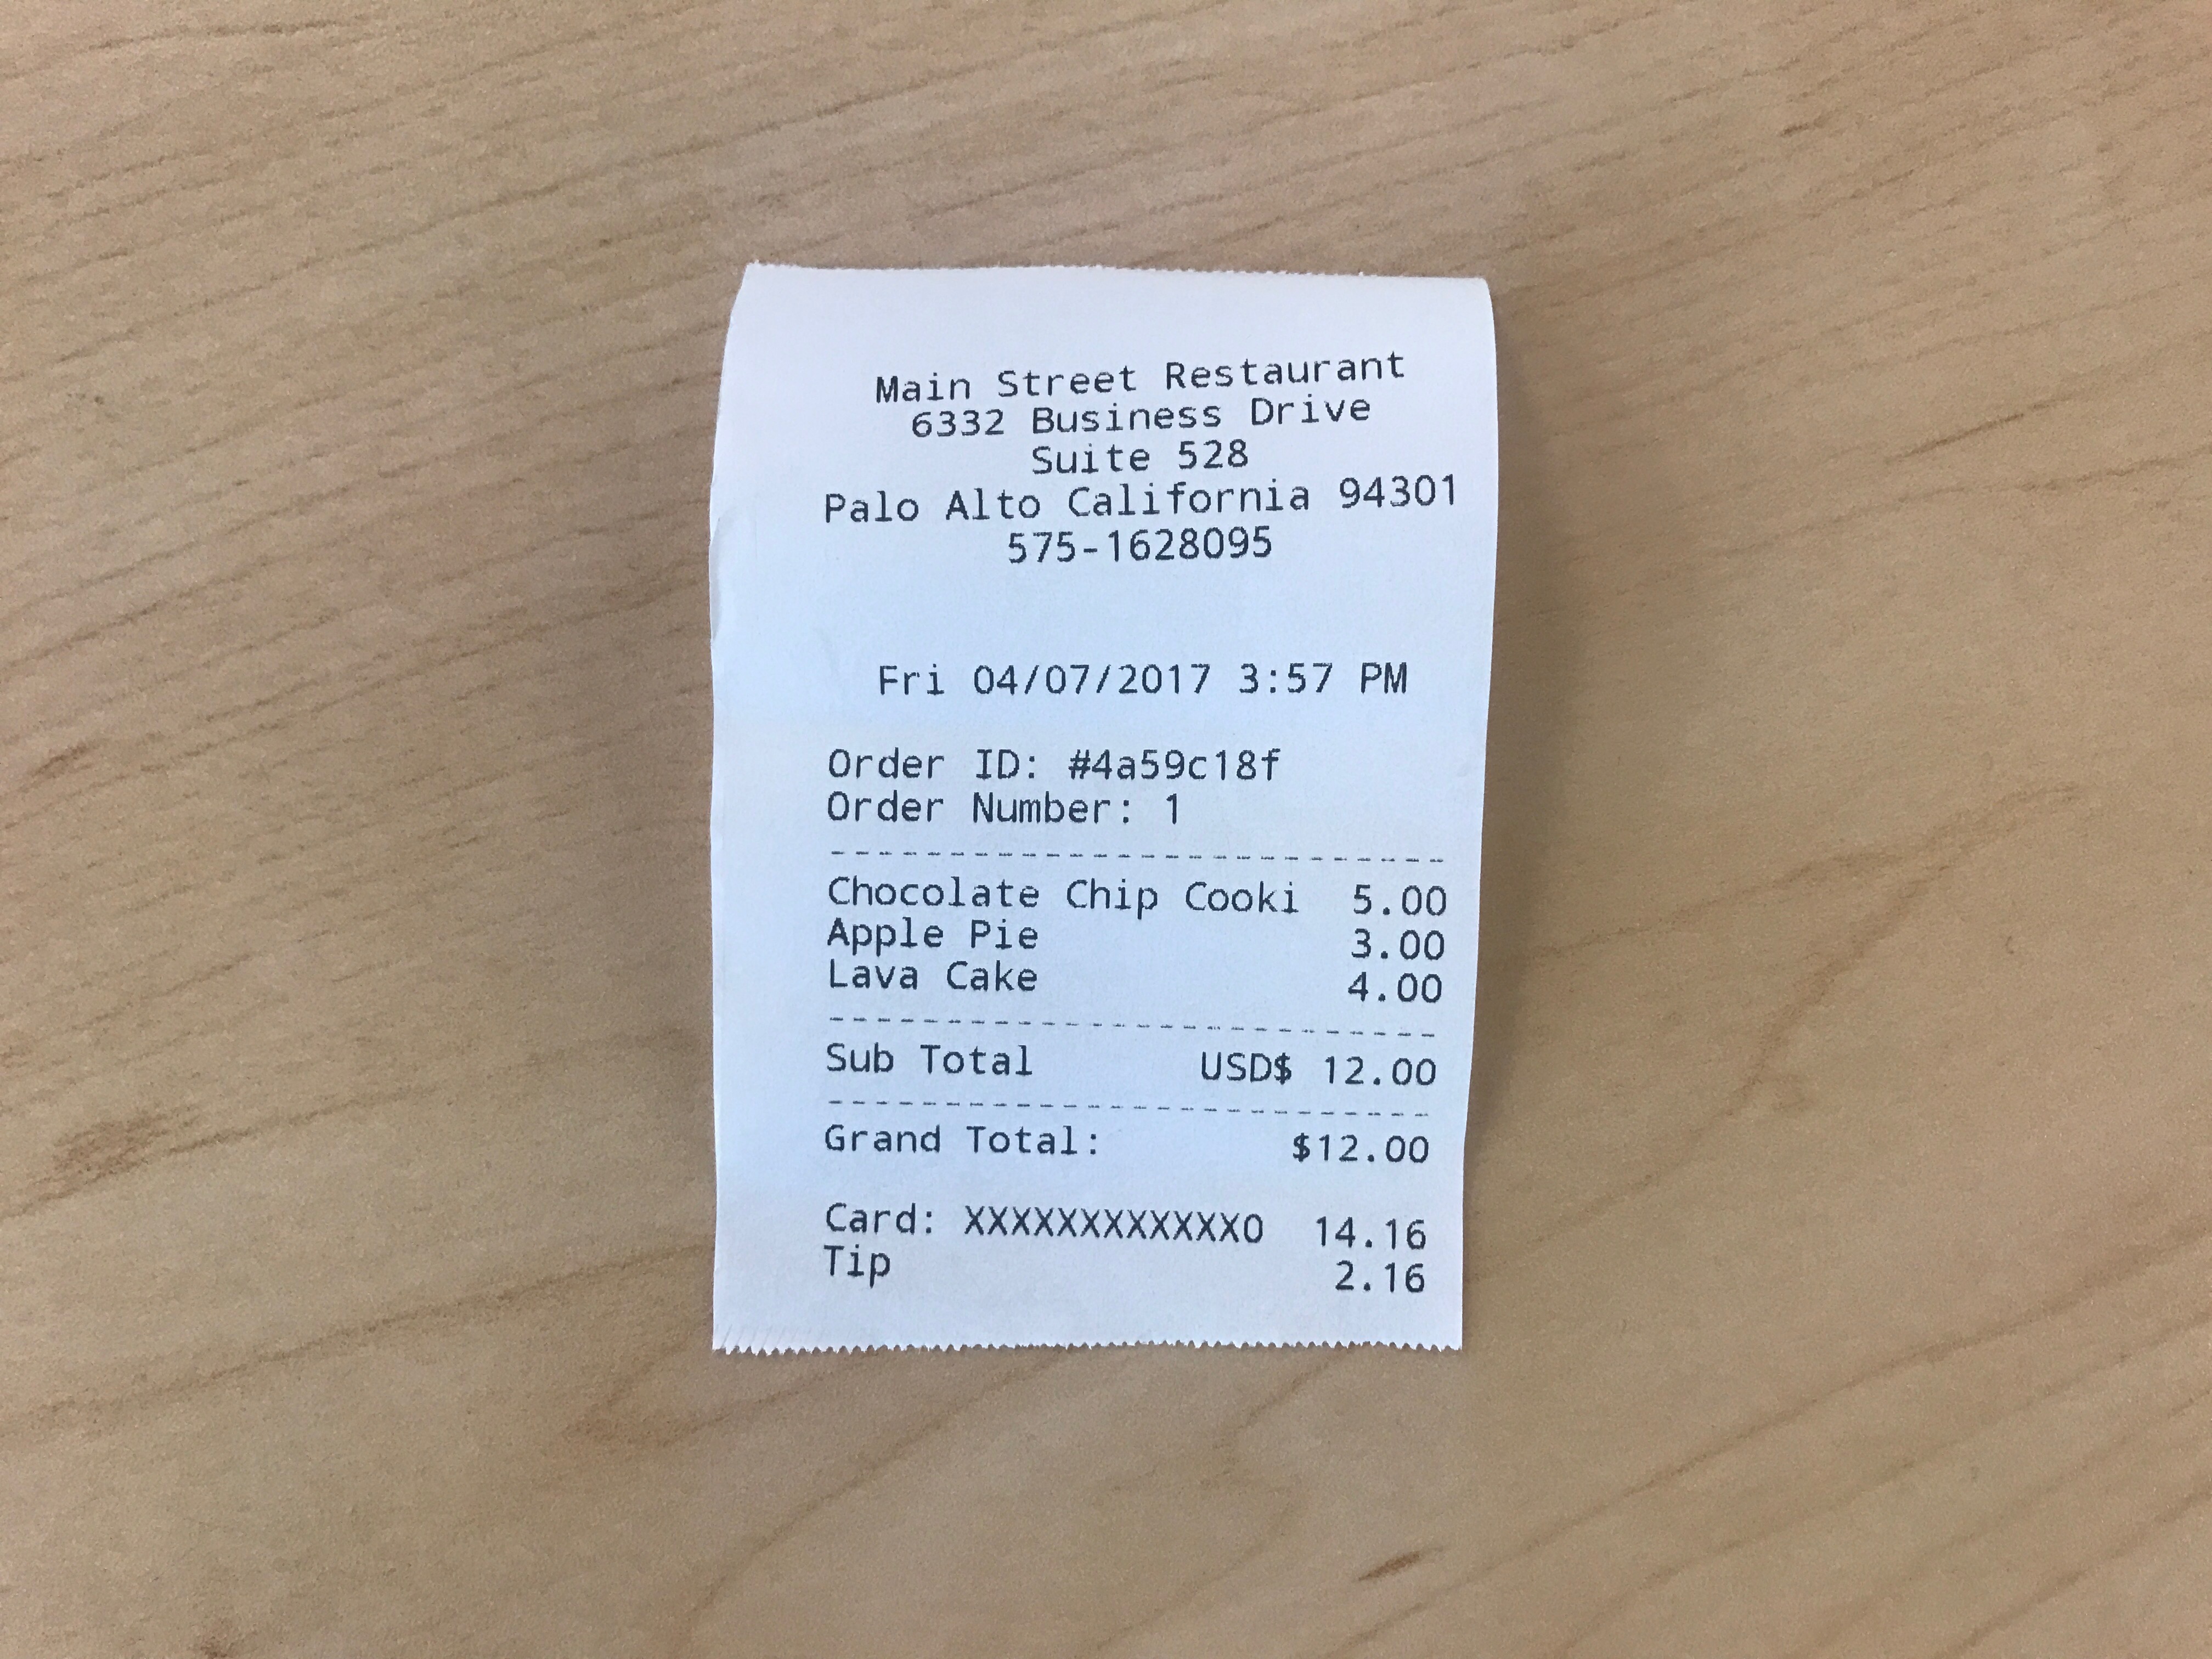 Main Street Restaurant
6332 Business Drive
Suite 528
Palo Alto California 94301
575-1628095
Fri 04/07/2017 3:57 PM
Order ID: #4a59c18f
Order Number: 1
--------------------------
Chocolate Chip Cooki 5.00
Apple Pie 3.00
Lava Cake 4.00
--------------------------
Sub Total USD$ 12.00
--------------------------
Grand Total: $12.00
Card: XXXXXXXXXXXX0 14.16
Tip 2.16